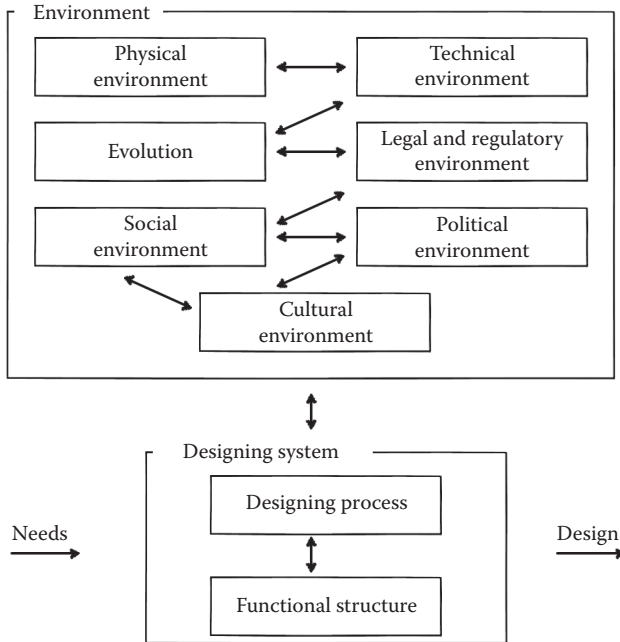 Environment
Physical
environment
Technical
environment
Evolution
Legal and regulatory
environment
Social
environment
Political
environment
Cultural
environment
Designing system
Designing process
Needs
Design
Functional structure